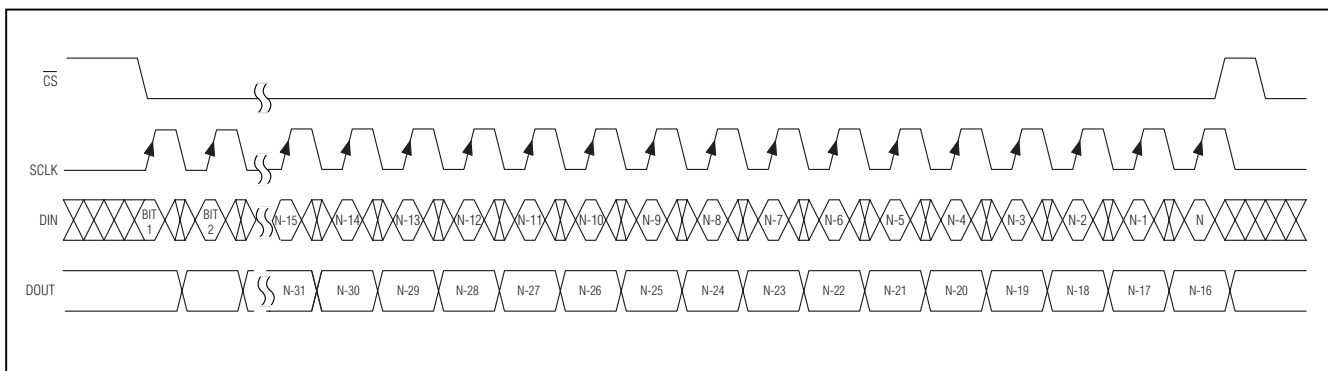 CS
SCLK
DIN BIT 1 BIT 2 N-15 N-14 N-13 N-12 N-11 N-10 N-9 N-8 N-7 N-6 N-5 N-4 N-3 N-2 N-1 N
DOUT N-31 N-30 N-29 N-28 N-27 N-26 N-25 N-24 N-23 N-22 N-21 N-20 N-19 N-18 N-17 N-16